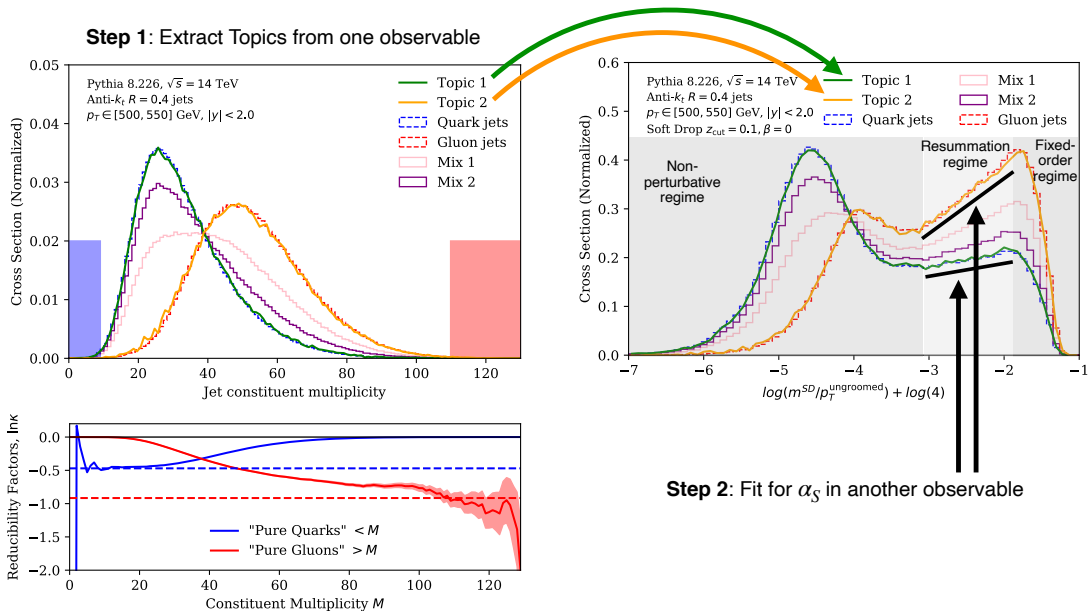 Step 1: Extract Topics from one observable
0.05
0.04
0.03
0.02
0.01
0.00
Cross Section (Normalized)
Pythia 8.226, √s = 14 TeV
Anti-kt R = 0.4 jets
pT ∈ [500, 550] GeV, |y| < 2.0
Topic 1
Topic 2
Quark jets
Gluon jets
Mix 1
Mix 2
0
20
40
60
80
100
120
Jet constituent multiplicity
0.6
0.5
0.4
0.3
0.2
0.1
0.0
Cross Section (Normalized)
Pythia 8.226, √s = 14 TeV
Anti-kt R = 0.4 jets
pT ∈ [500, 550] GeV, |y| < 2.0
Soft Drop zcut = 0.1, β = 0
Topic 1
Topic 2
Quark jets
Mix 1
Mix 2
Gluon jets
Non-
perturbative
regime
Resummation
regime
Fixed-
order
regime
−7
−6
−5
−4
−3
−2
−1
log(mSD/pTungroomed) + log(4)
0.0
−0.5
−1.0
−1.5
−2.0
Reducibility Factors, lnκ
"Pure Quarks" < M
"Pure Gluons" > M
0
20
40
60
80
100
120
Constituent Multiplicity M
Step 2: Fit for αS in another observable